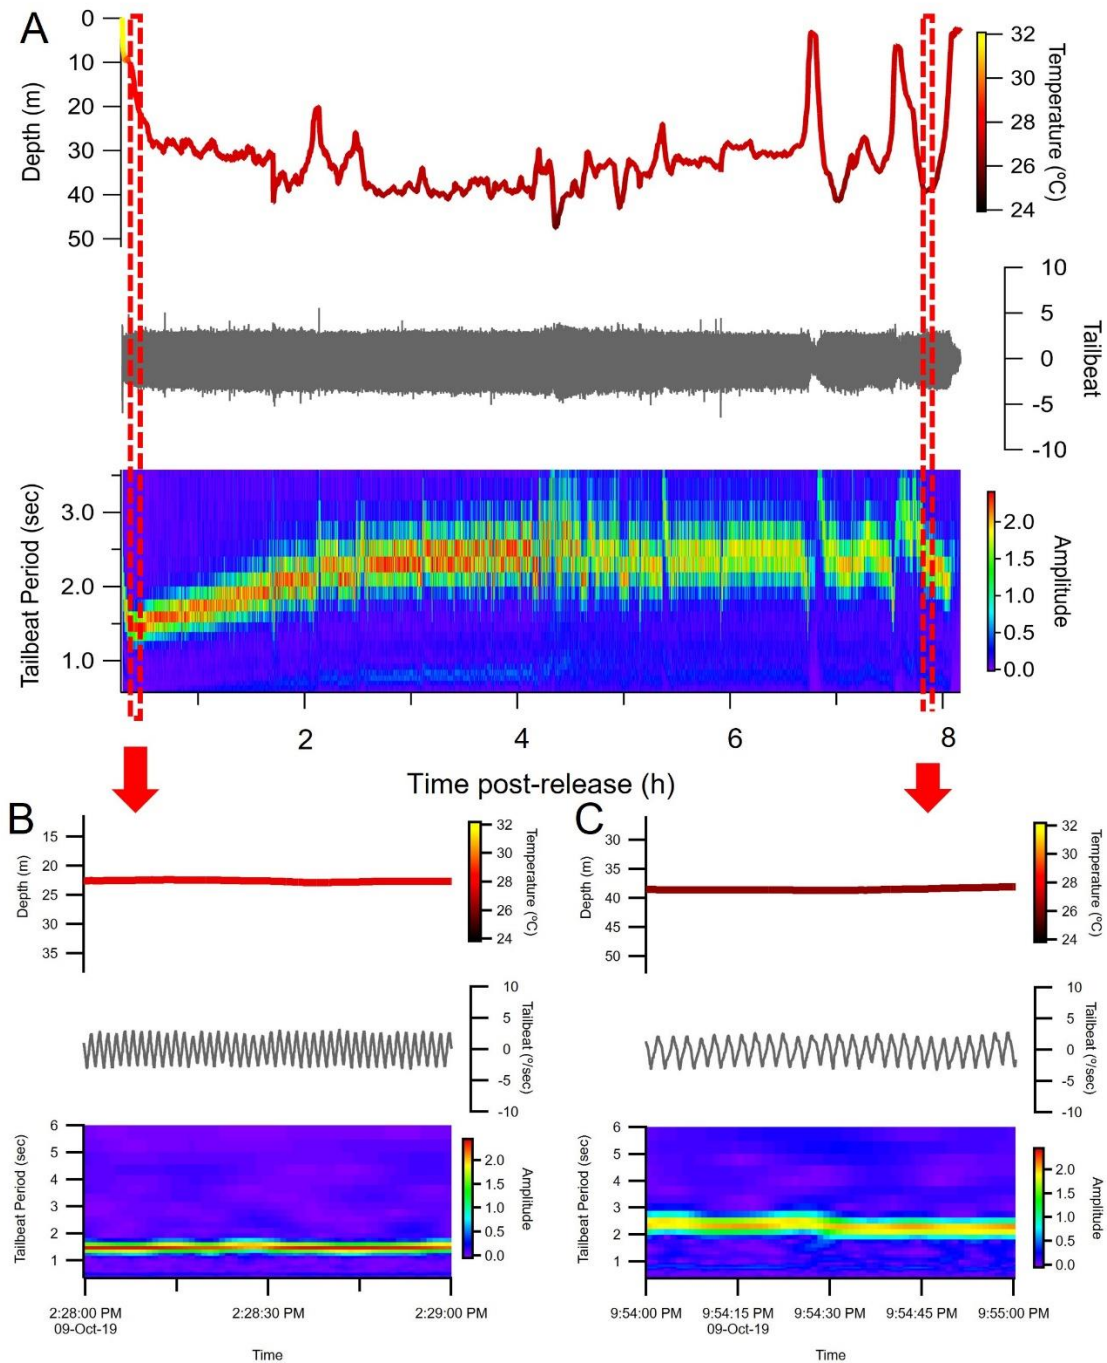 A
0
10
20
30
40
50
Depth (m)
32
30
28
26
24
Temperature (ºC)
10
5
0
-5
-10
Tailbeat
3.0
2.0
1.0
Tailbeat Period (sec)
2.0
1.5
1.0
0.5
0.0
Amplitude
2
4
6
8
Time post-release (h)
B
15
20
25
30
35
Depth (m)
32
30
28
26
24
Temperature (ºC)
10
5
0
-5
-10
Tailbeat (º/sec)
6
5
4
3
2
1
Tailbeat Period (sec)
2.0
1.5
1.0
0.5
0.0
Amplitude
2:28:00 PM
09-Oct-19
2:28:30 PM
2:29:00 PM
Time
C
30
35
40
45
50
Depth (m)
32
30
28
26
24
Temperature (ºC)
10
5
0
-5
-10
Tailbeat (º/sec)
6
5
4
3
2
1
Tailbeat Period (sec)
2.0
1.5
1.0
0.5
0.0
Amplitude
9:54:00 PM
9:54:15 PM
09-Oct-19
9:54:30 PM
9:54:45 PM
9:55:00 PM
Time